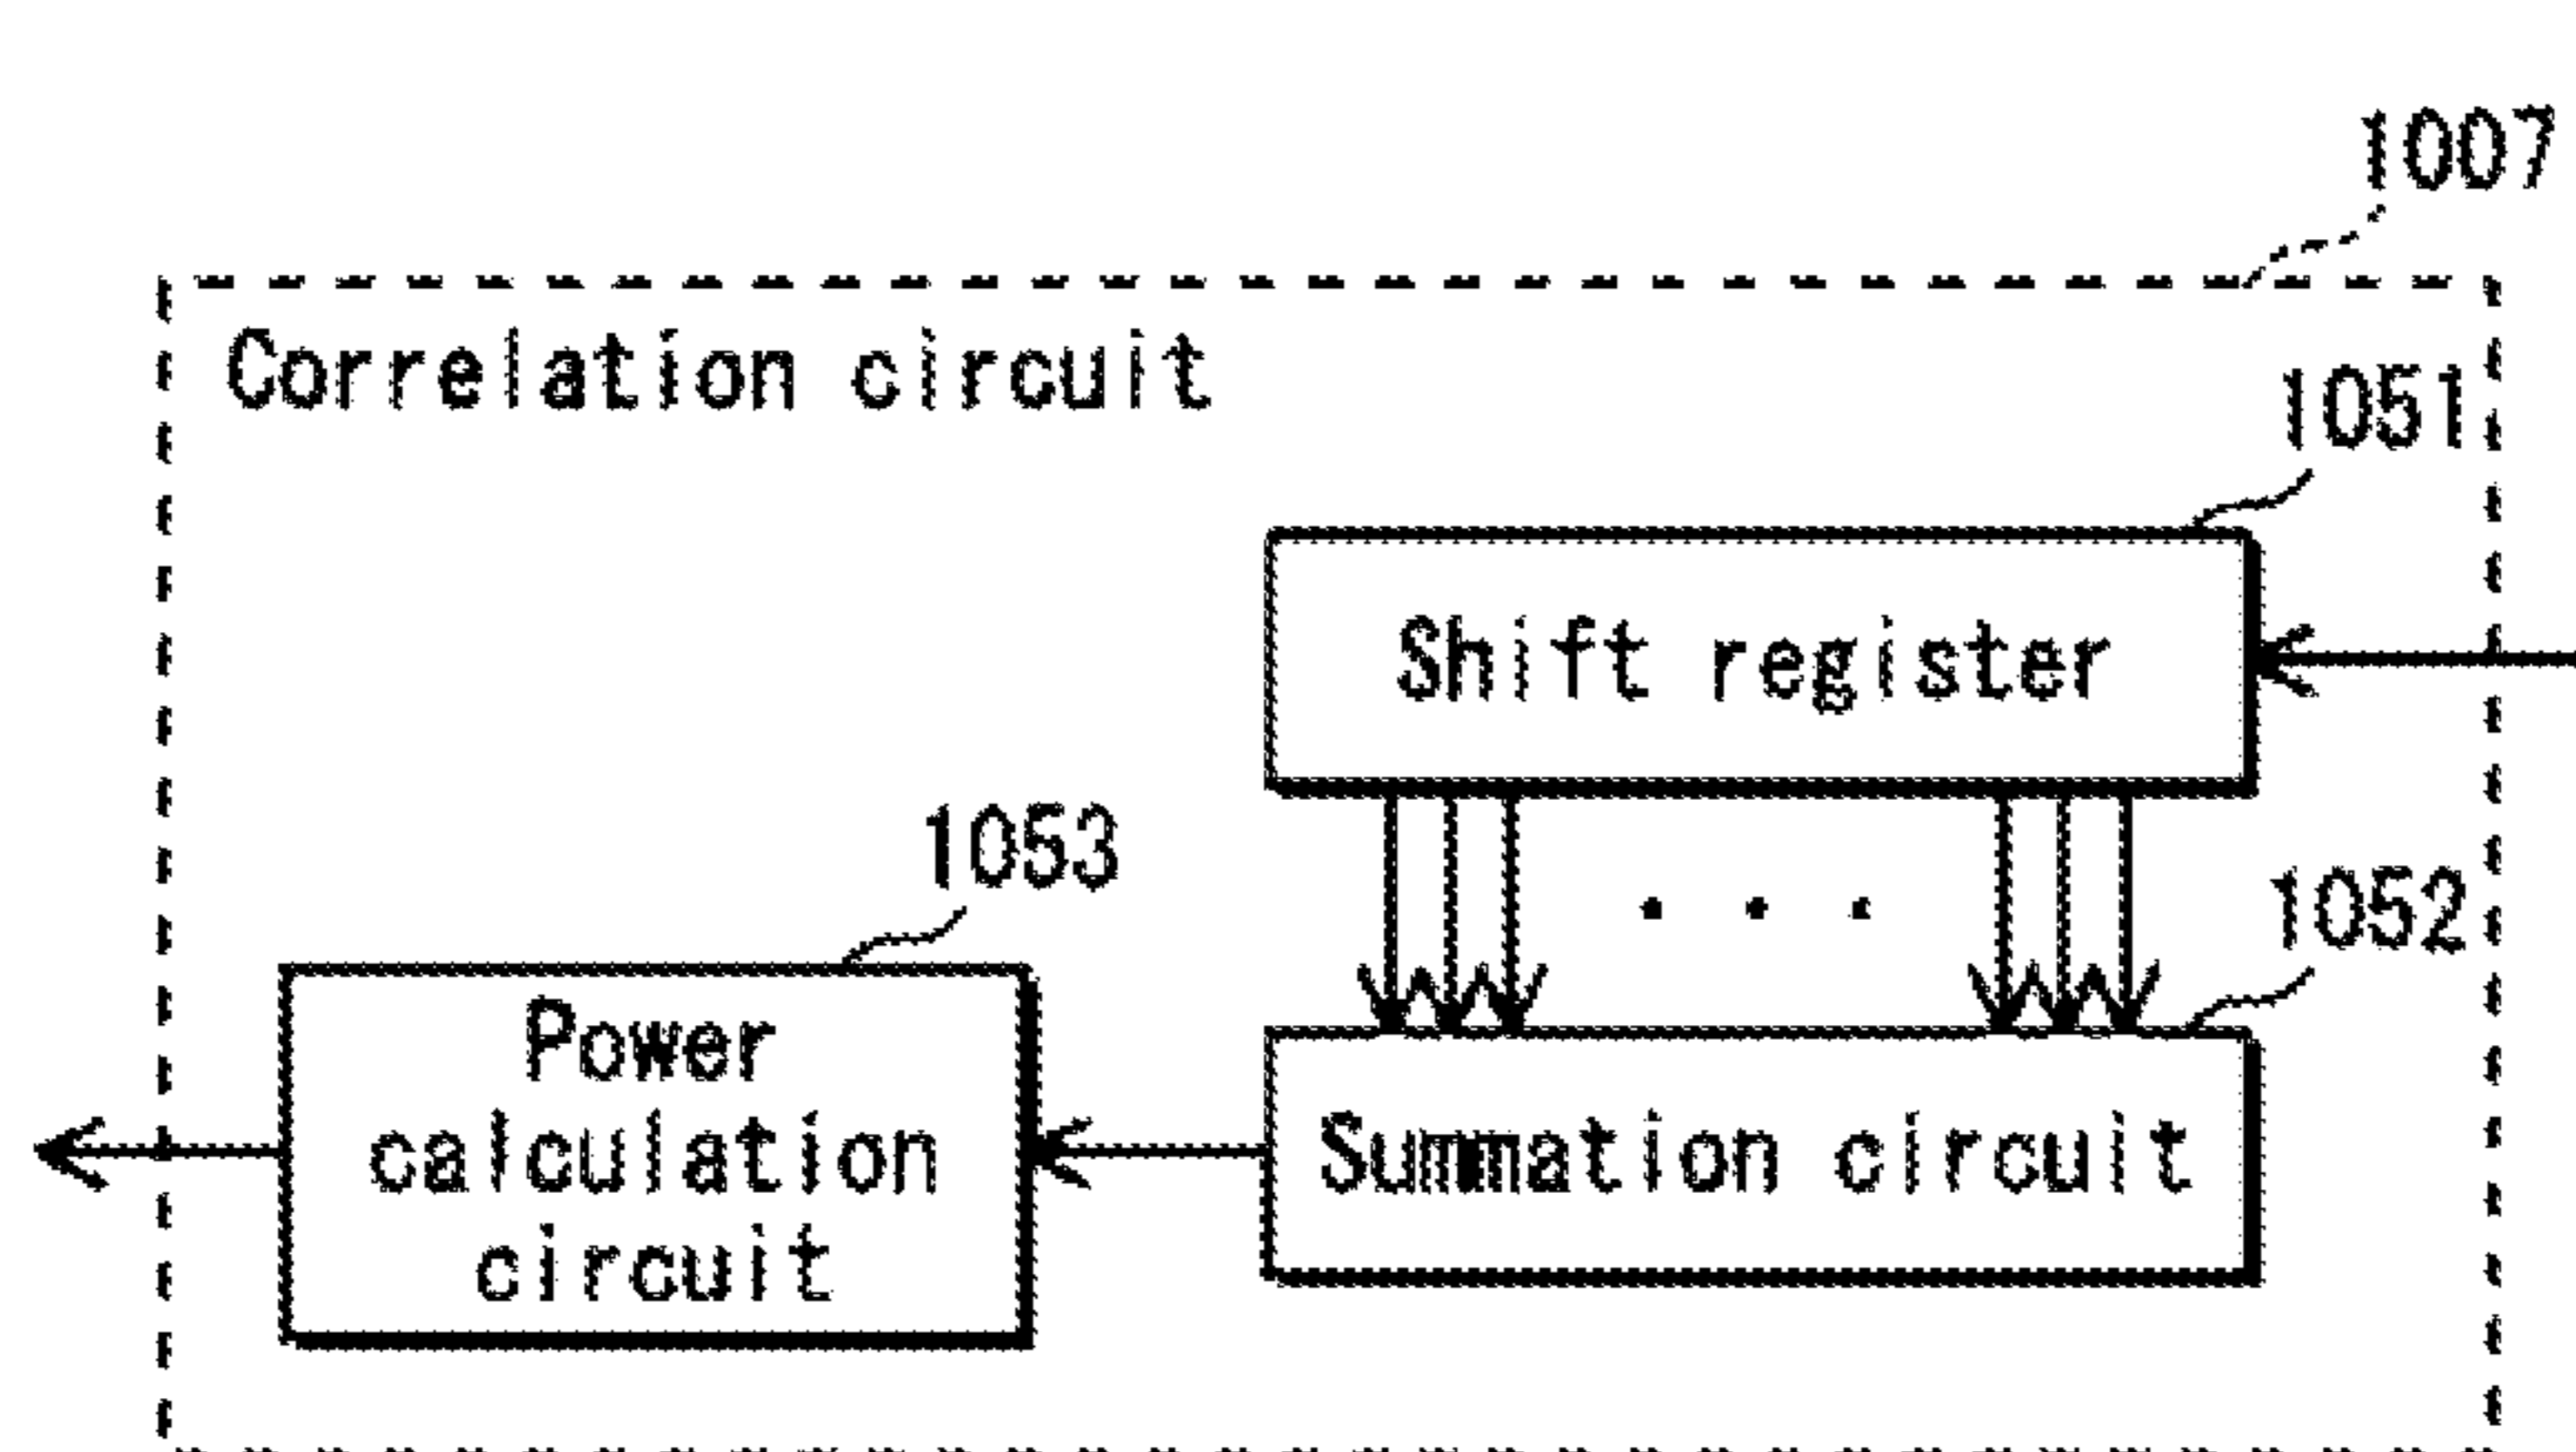 1007
Correlation circuit
1051
Shift register
1053
1052
Power
calculation
circuit
Summation circuit